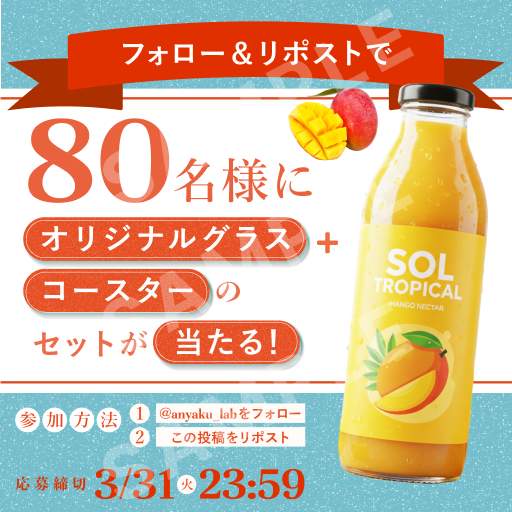 フォロー＆リポストで
80名様に
オリジナルグラス＋
コースターの
セットが当たる！
SOL
TROPICAL
MANGO NECTAR
参加方法
1 @anyaku_labをフォロー
2 この投稿をリポスト
応募締切 3/31火23:59
SAMPLE
SAMPLE
SAMPLE